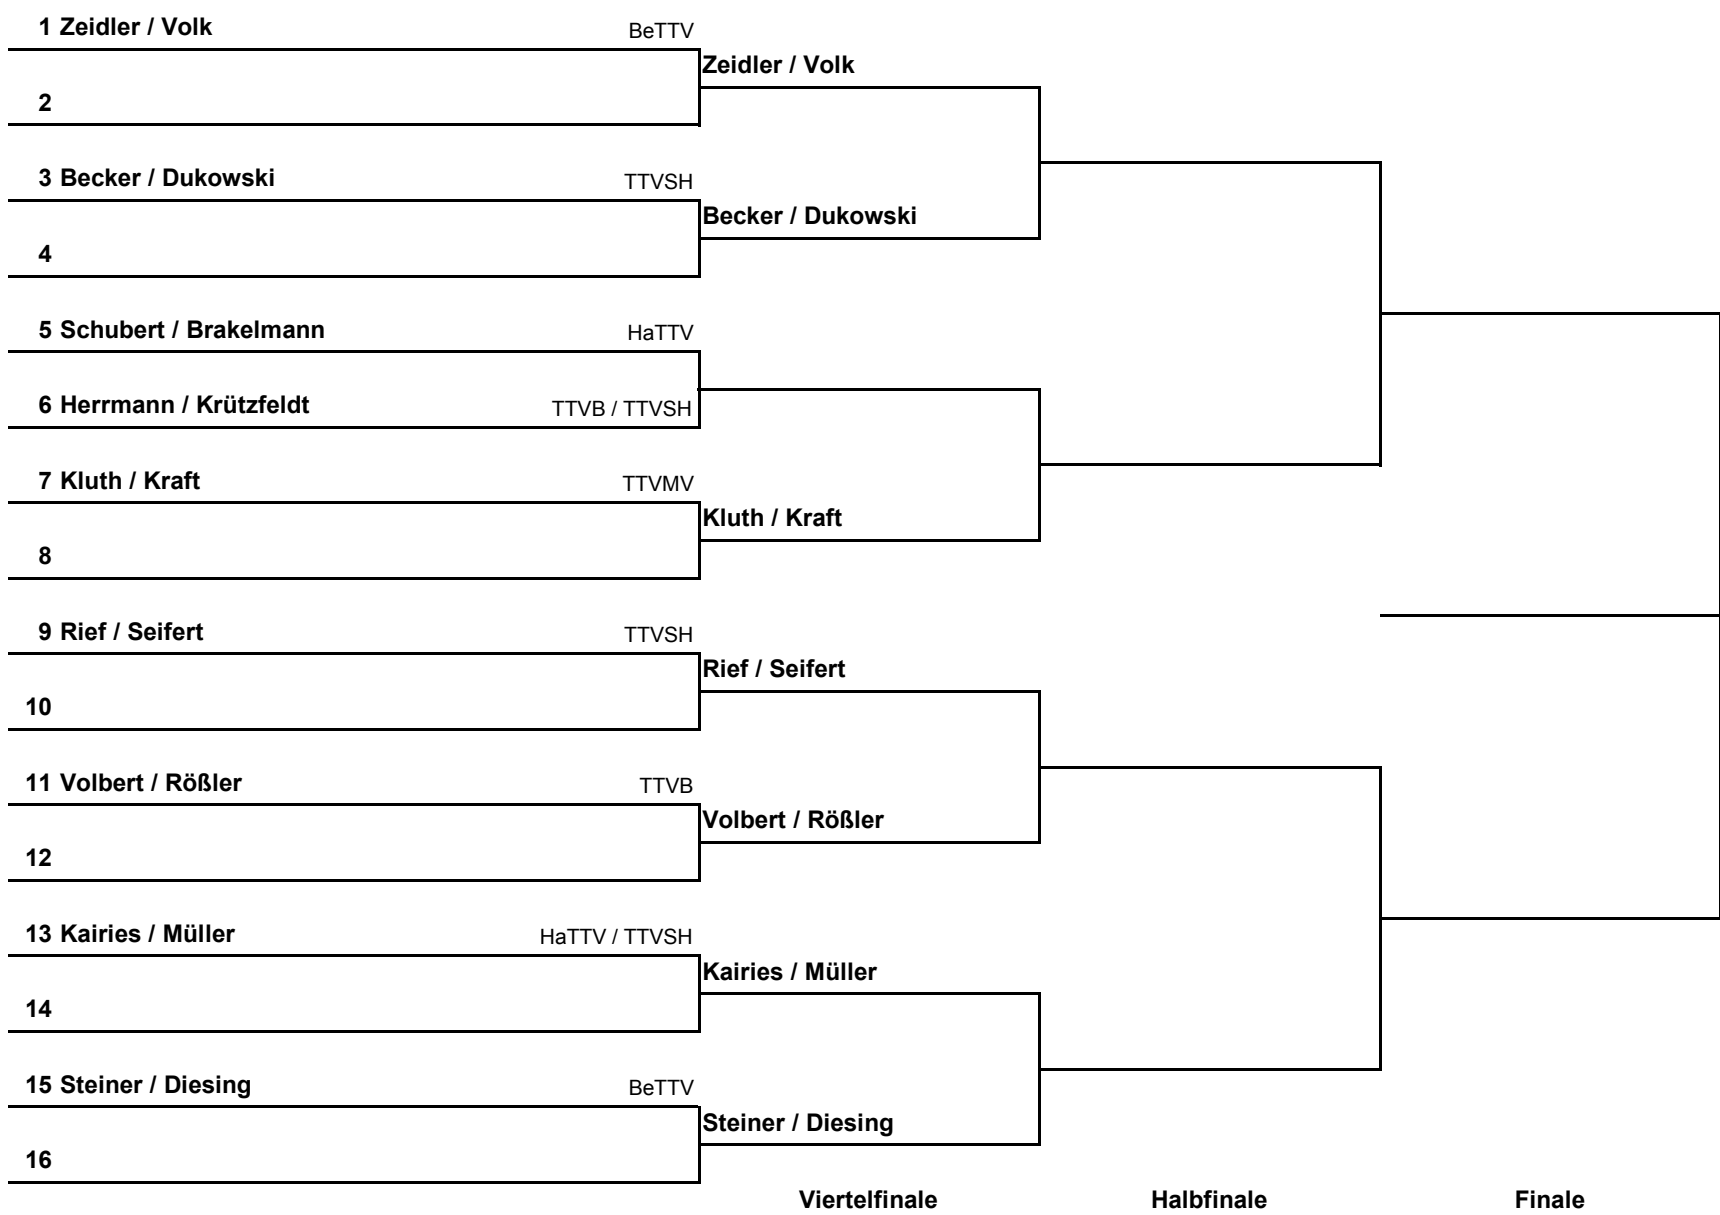 1 Zeidler / Volk BeTTV
Zeidler / Volk
2
3 Becker / Dukowski TTVSH
Becker / Dukowski
4
5 Schubert / Brakelmann HaTTV
6 Herrmann / Krützfeldt TTVB / TTVSH
7 Kluth / Kraft TTVMV
Kluth / Kraft
8
9 Rief / Seifert TTVSH
Rief / Seifert
10
11 Volbert / Rößler TTVB
Volbert / Rößler
12
13 Kairies / Müller HaTTV / TTVSH
Kairies / Müller
14
15 Steiner / Diesing BeTTV
Steiner / Diesing
16
Viertelfinale Halbfinale Finale